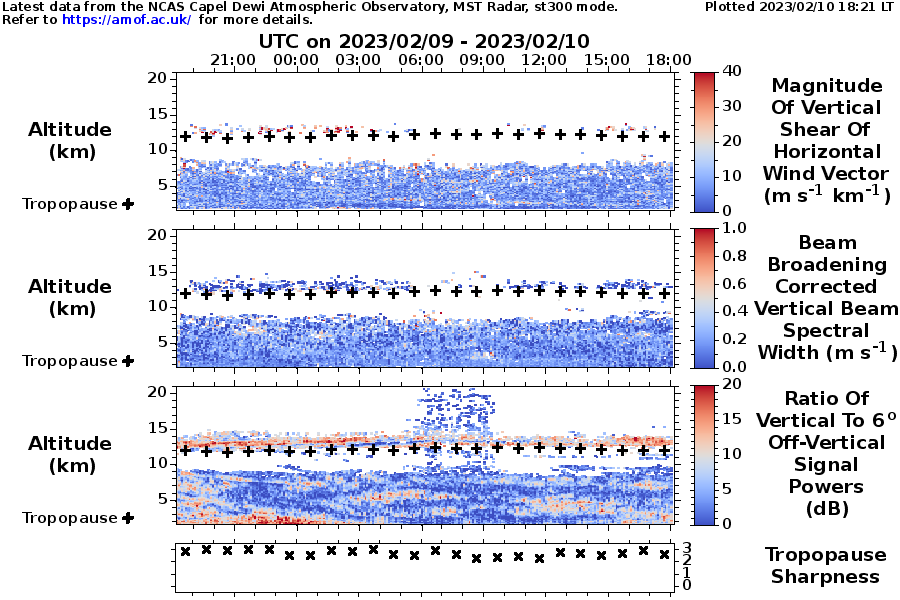 Latest data from the NCAS Capel Dewi Atmospheric Observatory, MST Radar, st300 mode.
Plotted 2023/02/10 18:21 LT
Refer to https://amof.ac.uk/ for more details.
UTC on 2023/02/09 - 2023/02/10
21:00 00:00 03:00 06:00 09:00 12:00 15:00 18:00
20
15
10
5
Altitude
(km)
Tropopause
40
30
20
10
0
Magnitude
Of Vertical
Shear Of
Horizontal
Wind Vector
(m s-1 km-1)
20
15
10
5
Altitude
(km)
Tropopause
1.0
0.8
0.6
0.4
0.2
0.0
Beam
Broadening
Corrected
Vertical Beam
Spectral
Width (m s-1)
20
15
10
5
Altitude
(km)
Tropopause
20
15
10
5
0
Ratio Of
Vertical To 6o
Off-Vertical
Signal
Powers
(dB)
3
2
1
0
Tropopause
Sharpness